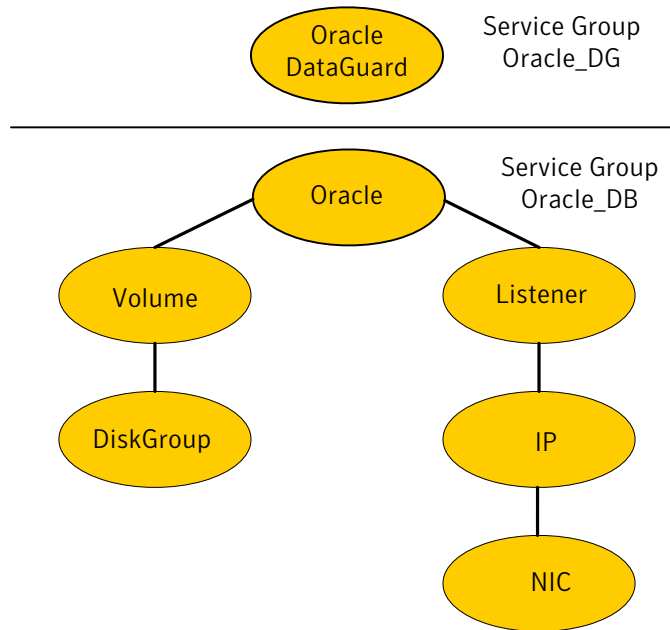 Oracle
DataGuard
Service Group
Oracle_DG
Service Group
Oracle_DB
Oracle
Volume
Listener
DiskGroup
IP
NIC